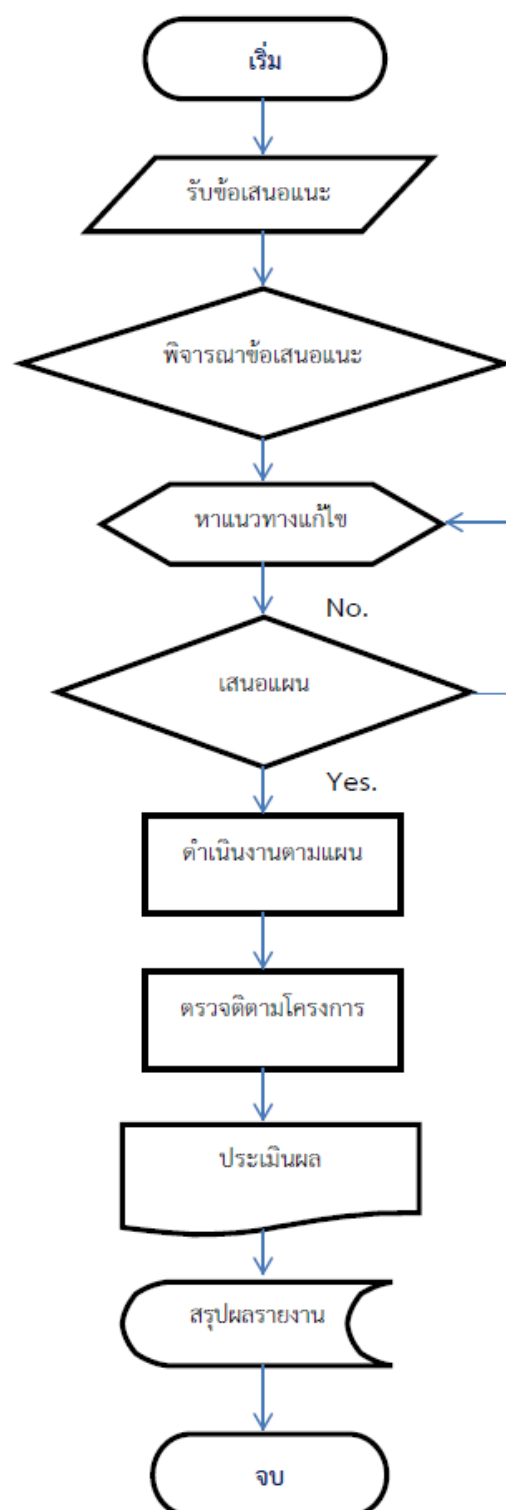 เริ่ม
รับข้อเสนอแนะ
พิจารณาข้อเสนอแนะ
หาแนวทางแก้ไข
No.
เสนอแผน
Yes.
ดำเนินงานตามแผน
ตรวจติตามโครงการ
ประเมินผล
สรุปผลรายงาน
จบ